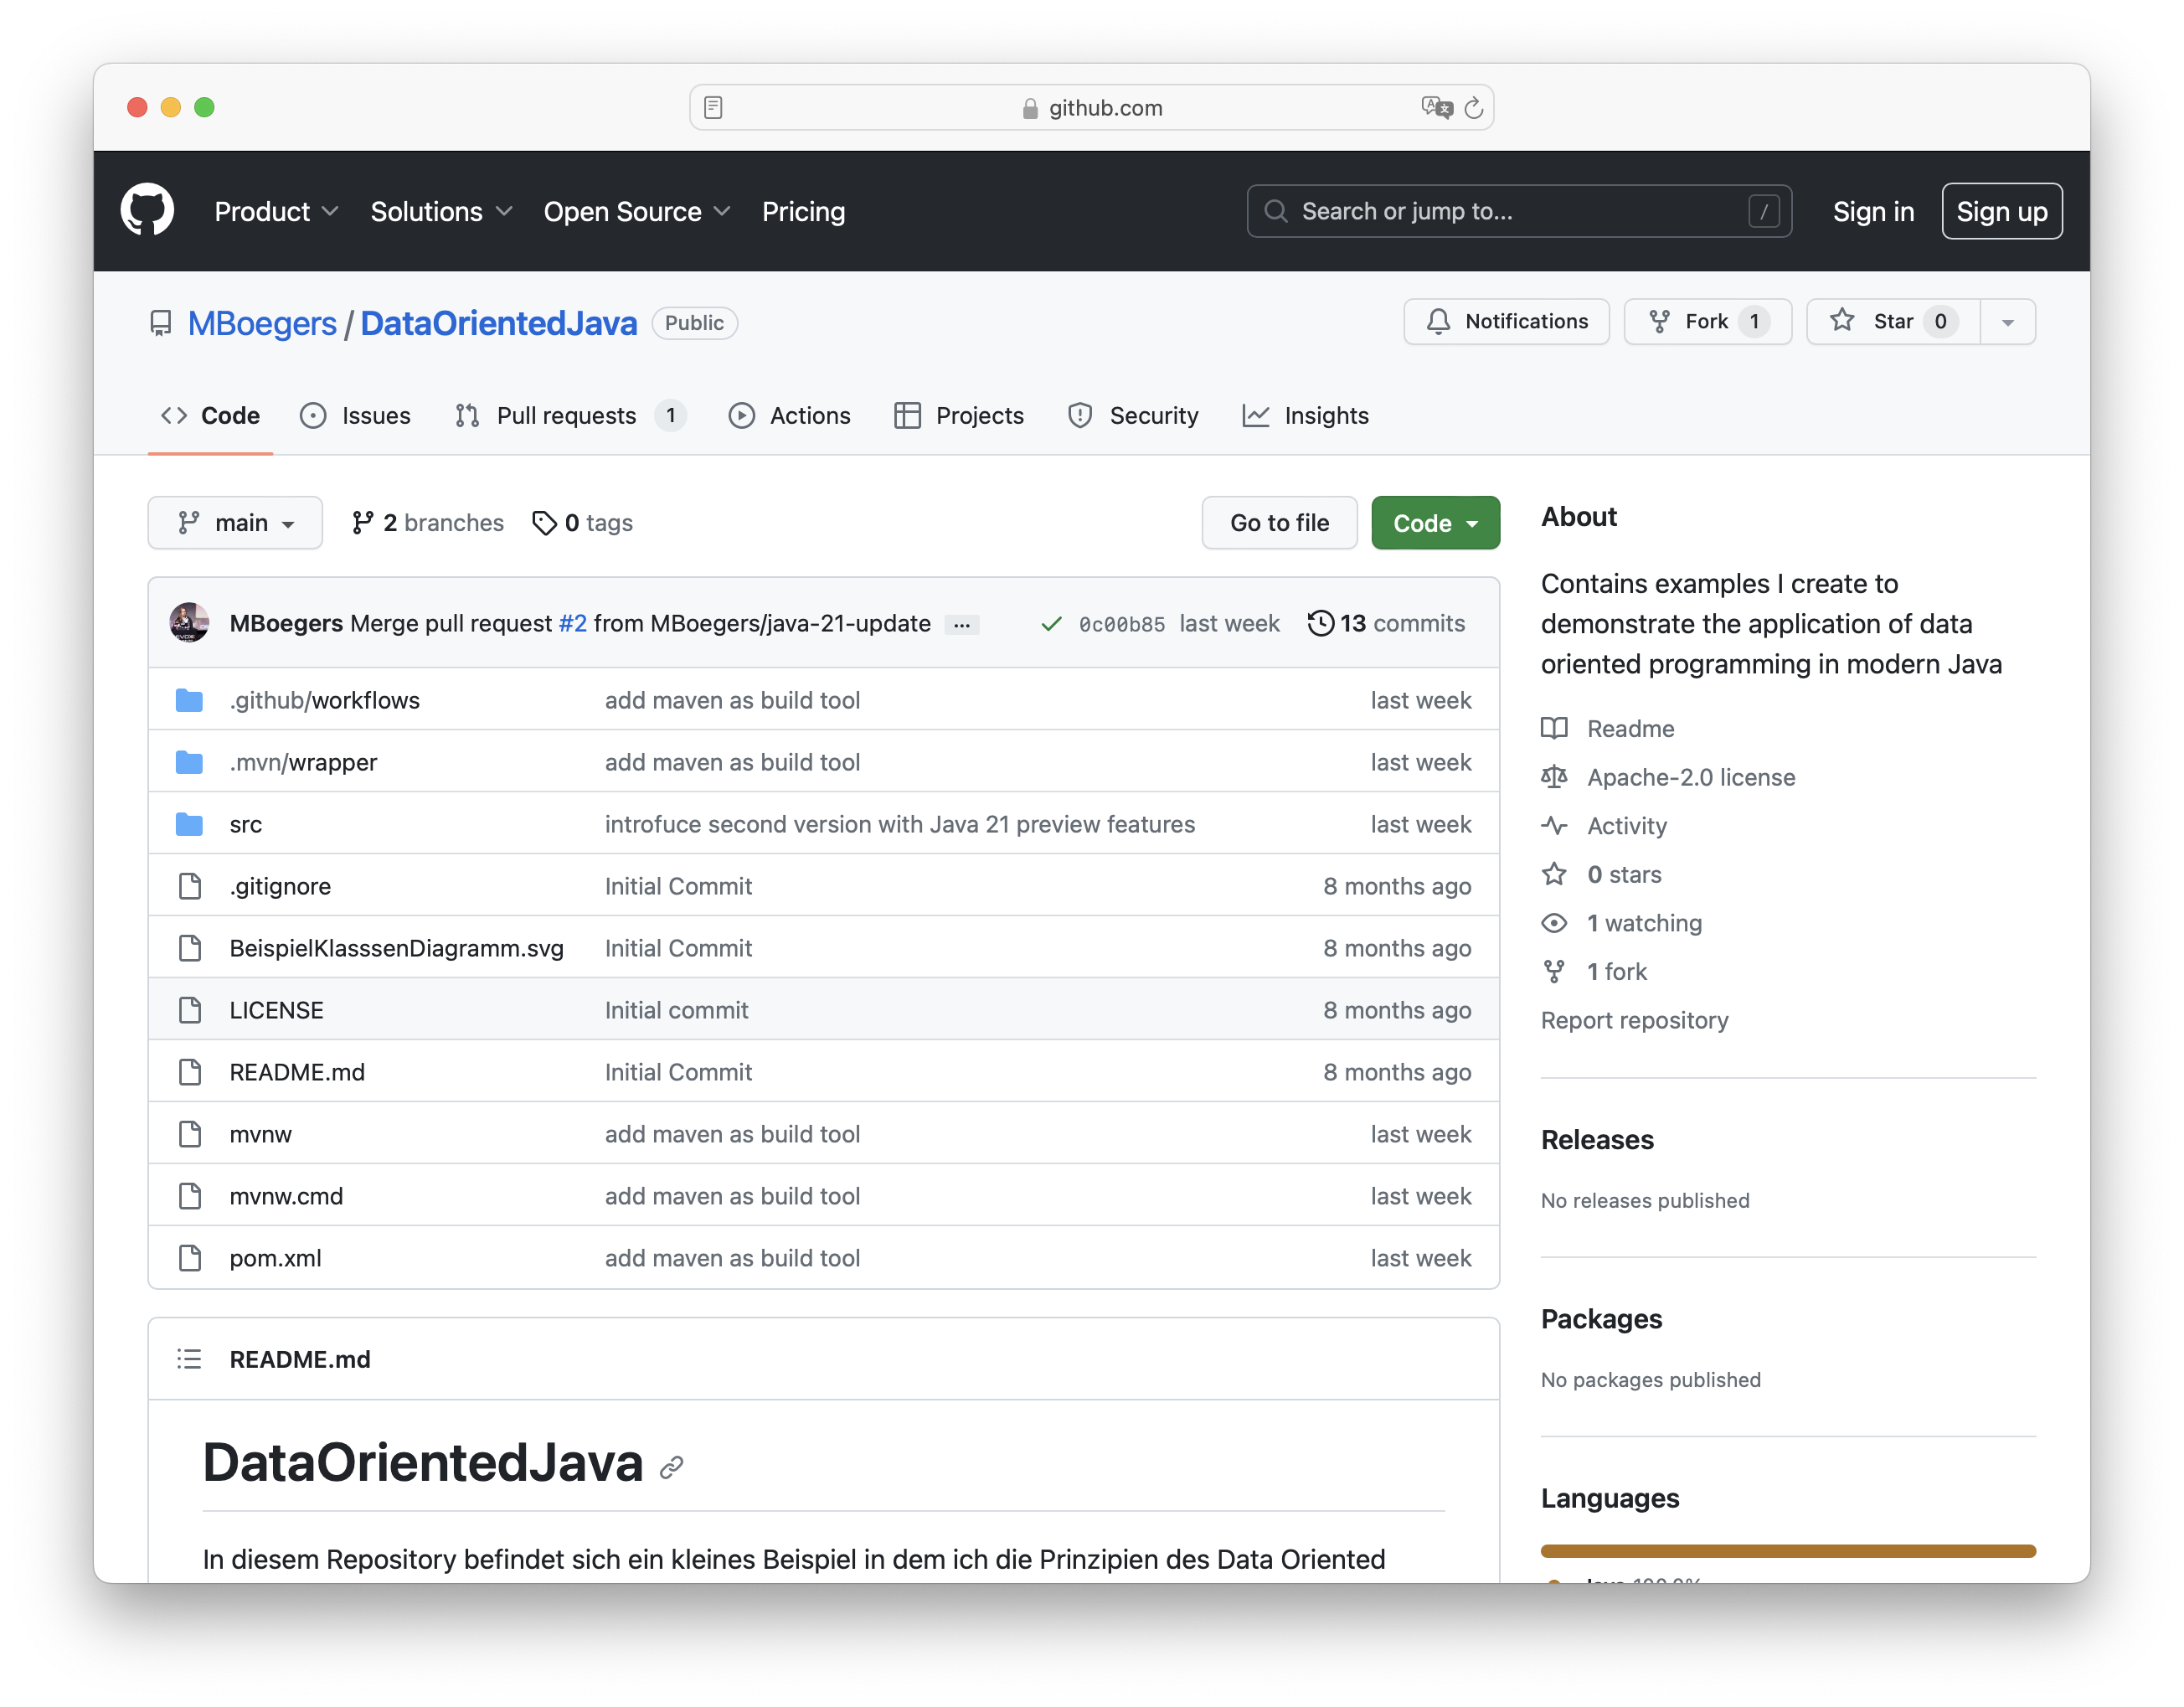 github.com
Product Solutions Open Source Pricing Search or jump to... / Sign in Sign up
MBoegers / DataOrientedJava Public Notifications Fork 1 Star 0
Code Issues Pull requests 1 Actions Projects Security Insights
main 2 branches 0 tags Go to file Code
MBoegers Merge pull request #2 from MBoegers/java-21-update ... 0c00b85 last week 13 commits
.github/workflows add maven as build tool last week
.mvn/wrapper add maven as build tool last week
src introfuce second version with Java 21 preview features last week
.gitignore Initial Commit 8 months ago
BeispielKlasssenDiagramm.svg Initial Commit 8 months ago
LICENSE Initial commit 8 months ago
README.md Initial Commit 8 months ago
mvnw add maven as build tool last week
mvnw.cmd add maven as build tool last week
pom.xml add maven as build tool last week
README.md
DataOrientedJava
In diesem Repository befindet sich ein kleines Beispiel in dem ich die Prinzipien des Data Oriented
About
Contains examples I create to
demonstrate the application of data
oriented programming in modern Java
Readme
Apache-2.0 license
Activity
0 stars
1 watching
1 fork
Report repository
Releases
No releases published
Packages
No packages published
Languages